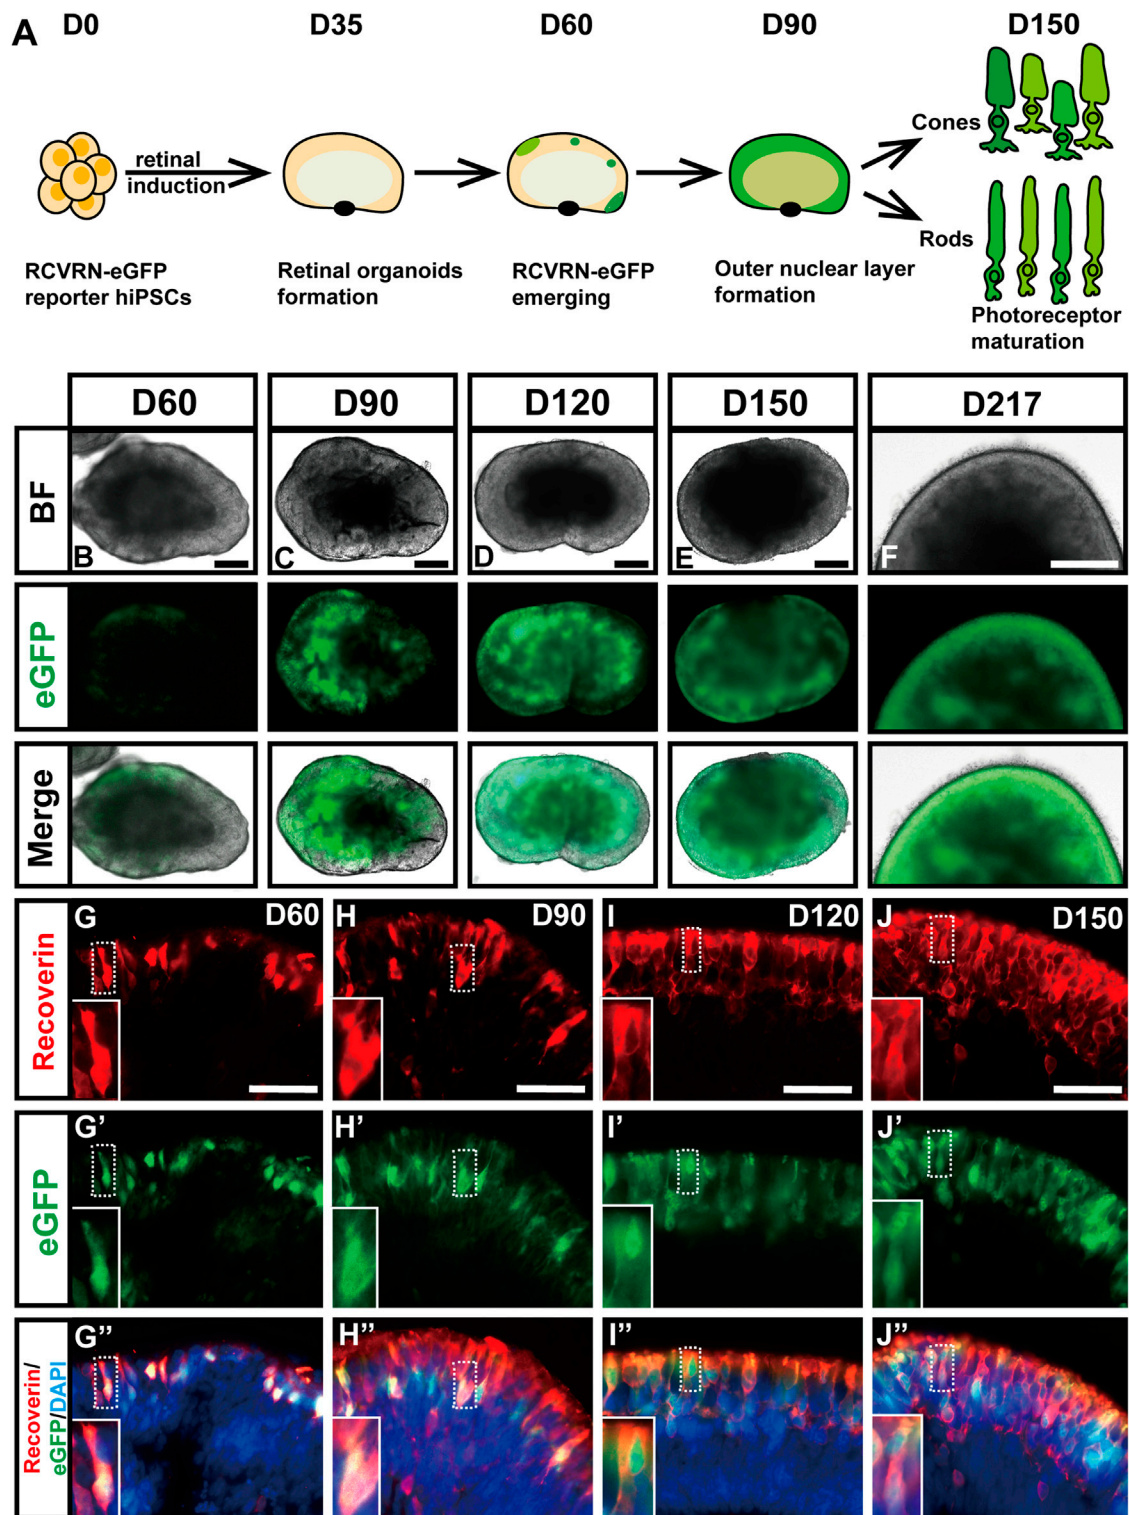 A D0 D35 D60 D90 D150
retinal
induction
Cones
Rods
RCVRN-eGFP
reporter hiPSCs
Retinal organoids
formation
RCVRN-eGFP
emerging
Outer nuclear layer
formation
Photoreceptor
maturation
D60 D90 D120 D150 D217
BF
B C D E F
eGFP
Merge
Recoverin
G D60 H D90 I D120 J D150
eGFP
G’ H’ I’ J’
Recoverin/
eGFP/DAPI
G” H” I” J”